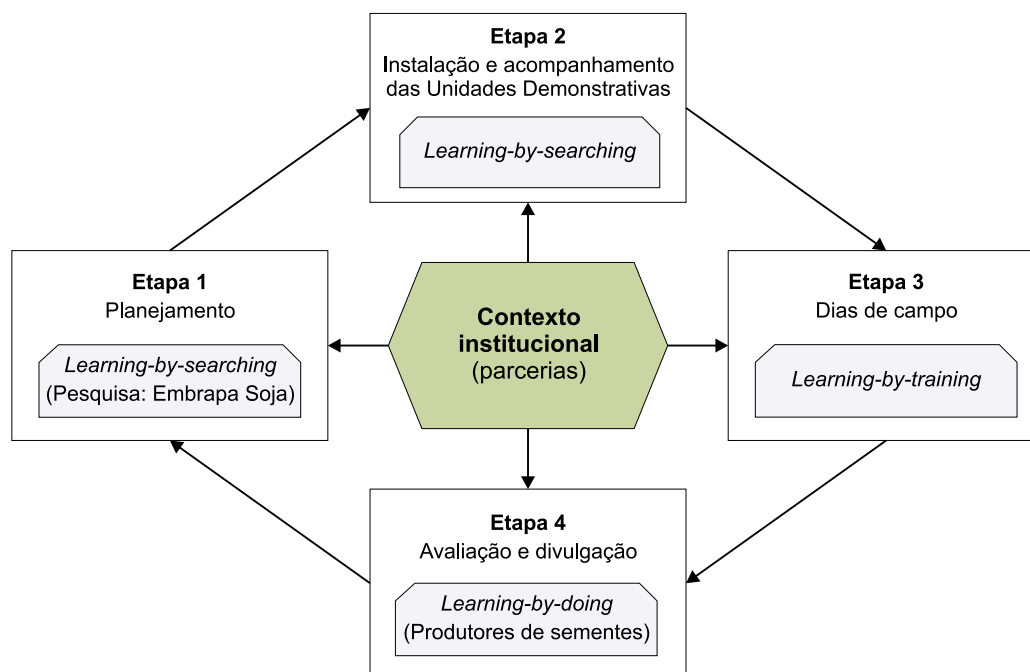 Etapa 2
Instalação e acompanhamento
das Unidades Demonstrativas
Learning-by-searching
Etapa 1
Planejamento
Learning-by-searching
(Pesquisa: Embrapa Soja)
Contexto
institucional
(parcerias)
Etapa 3
Dias de campo
Learning-by-training
Etapa 4
Avaliação e divulgação
Learning-by-doing
(Produtores de sementes)